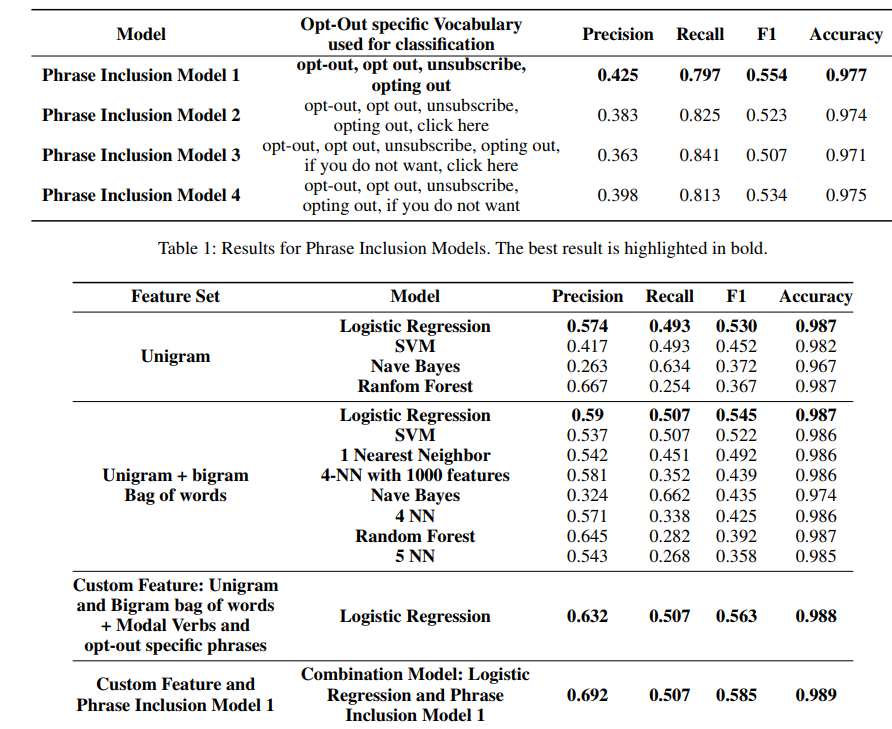 Model Opt-Out specific Vocabulary used for classification Precision Recall F1 Accuracy
Phrase Inclusion Model 1 opt-out, opt out, unsubscribe, opting out 0.425 0.797 0.554 0.977
Phrase Inclusion Model 2 opt-out, opt out, unsubscribe, opting out, click here 0.383 0.825 0.523 0.974
Phrase Inclusion Model 3 opt-out, opt out, unsubscribe, opting out, if you do not want, click here 0.363 0.841 0.507 0.971
Phrase Inclusion Model 4 opt-out, opt out, unsubscribe, opting out, if you do not want 0.398 0.813 0.534 0.975
Table 1: Results for Phrase Inclusion Models. The best result is highlighted in bold.
Feature Set Model Precision Recall F1 Accuracy
Unigram
Logistic Regression 0.574 0.493 0.530 0.987
SVM 0.417 0.493 0.452 0.982
Nave Bayes 0.263 0.634 0.372 0.967
Ranfom Forest 0.667 0.254 0.367 0.987
Unigram + bigram
Bag of words
Logistic Regression 0.59 0.507 0.545 0.987
SVM 0.537 0.507 0.522 0.986
1 Nearest Neighbor 0.542 0.451 0.492 0.986
4-NN with 1000 features 0.581 0.352 0.439 0.986
Nave Bayes 0.324 0.662 0.435 0.974
4 NN 0.571 0.338 0.425 0.986
Random Forest 0.645 0.282 0.392 0.987
5 NN 0.543 0.268 0.358 0.985
Custom Feature: Unigram
and Bigram bag of words
+ Modal Verbs and
opt-out specific phrases
Logistic Regression 0.632 0.507 0.563 0.988
Custom Feature and
Phrase Inclusion Model 1
Combination Model: Logistic
Regression and Phrase
Inclusion Model 1
0.692 0.507 0.585 0.989